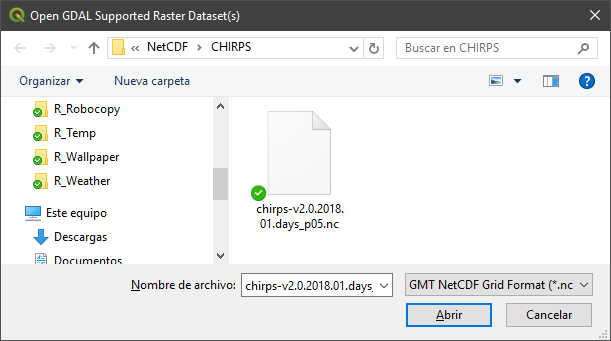 Open GDAL Supported Raster Dataset(s)
« NetCDF > CHIRPS
Buscar en CHIRPS
Organizar
Nueva carpeta
?
R_Robocopy
R_Temp
R_Wallpaper
R_Weather
Este equipo
Descargas
Documentos
chirps-v2.0.2018.
01.days_p05.nc
Nombre de archivo:
chirps-v2.0.2018.01.days_
GMT NetCDF Grid Format (*.nc
Abrir
Cancelar